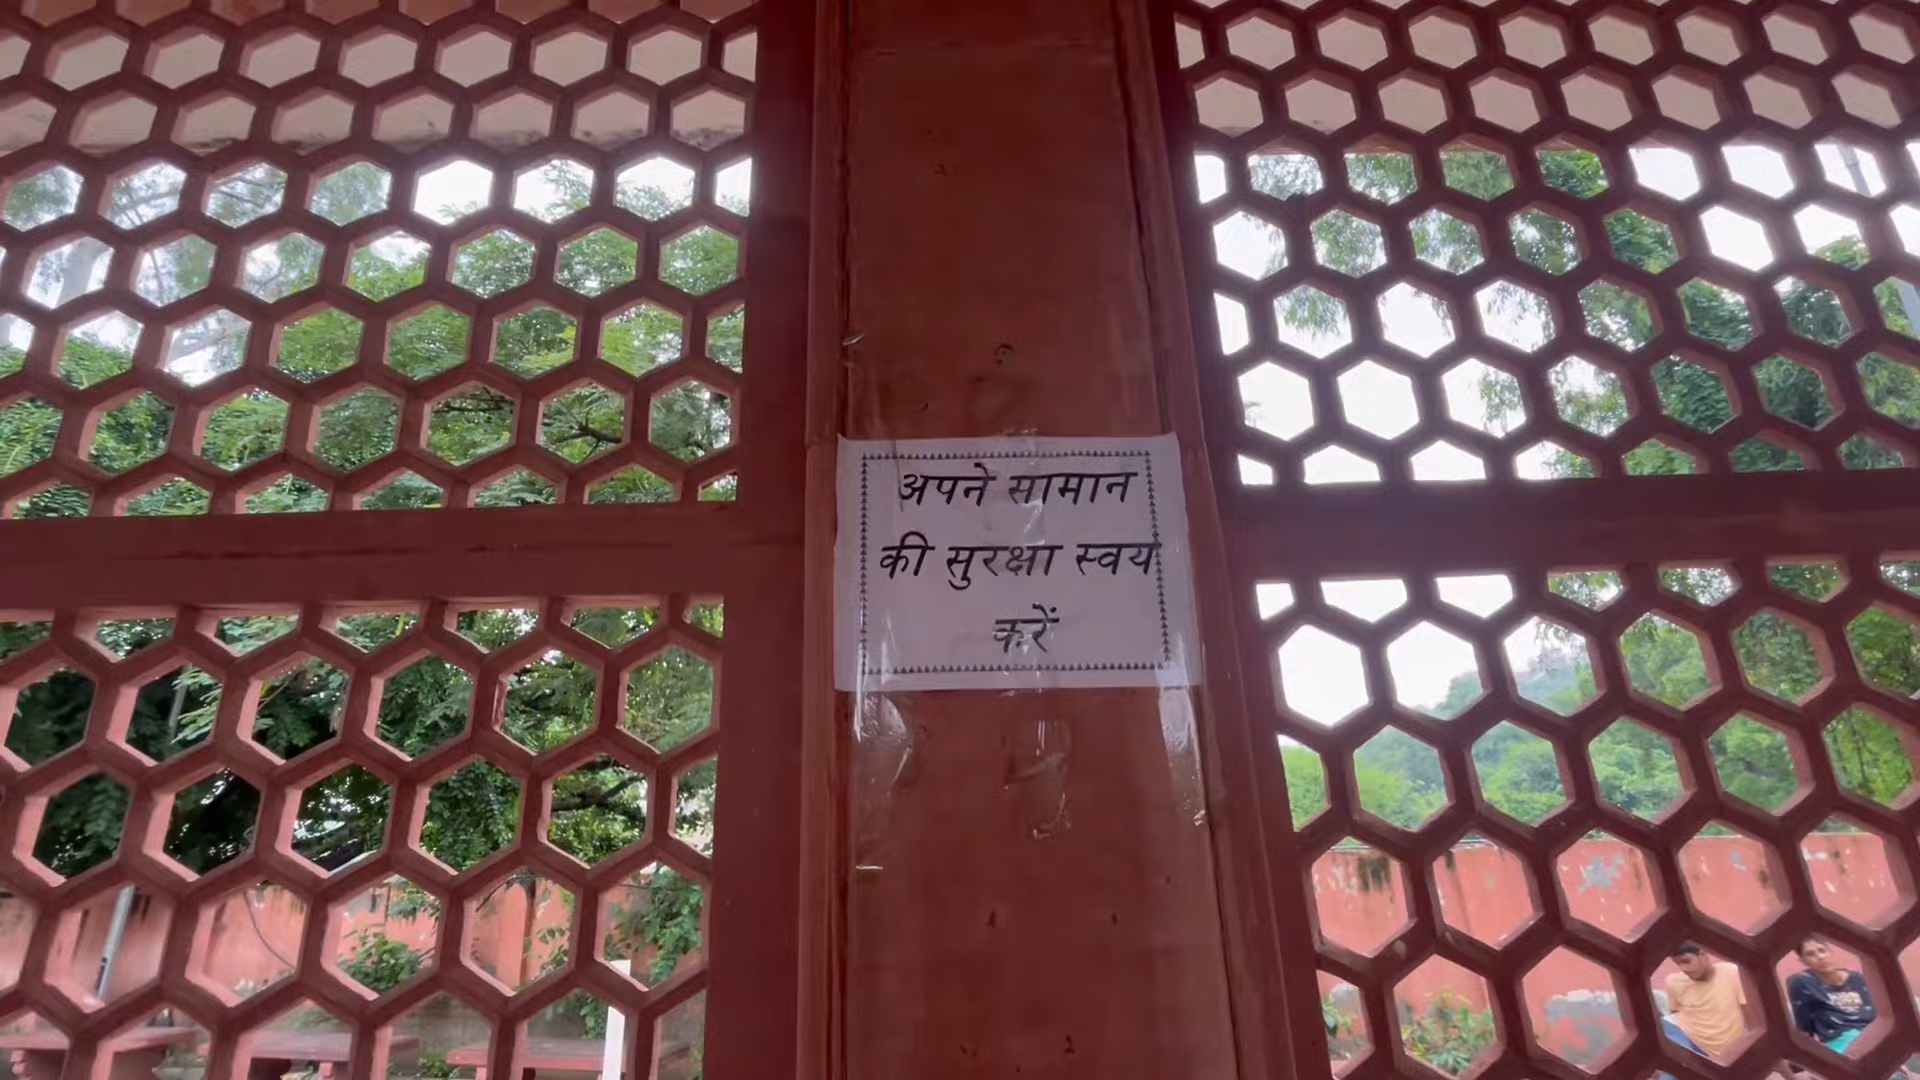 अपने सामान
की सुरक्षा स्वय
करें